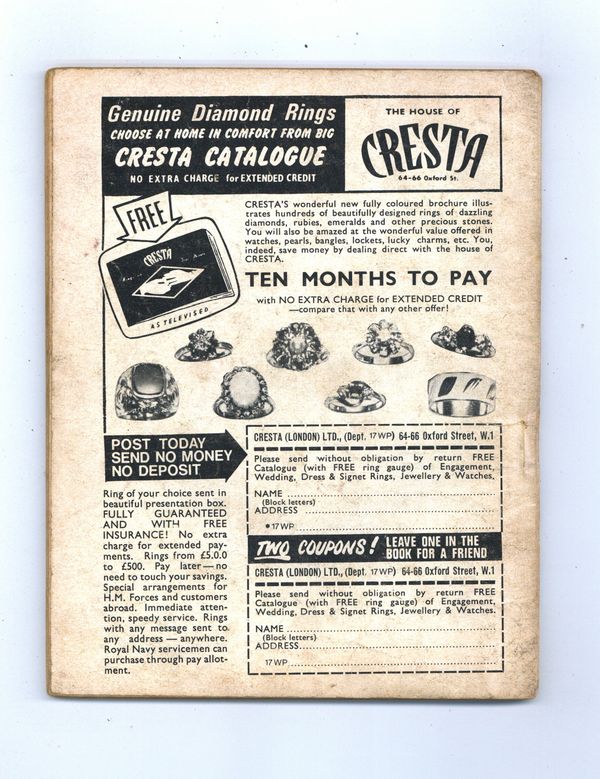 Genuine Diamond Rings
CHOOSE AT HOME IN COMFORT FROM BIG
CRESTA CATALOGUE
NO EXTRA CHARGE for EXTENDED CREDIT
THE HOUSE OF
CRESTA
64-66 Oxford St.
FREE
CRESTA
AS TELEVISED
CRESTA'S wonderful new fully coloured brochure illus-
trates hundreds of beautifully designed rings of dazzling
diamonds, rubies, emeralds and other precious stones.
You will also be amazed at the wonderful value offered in
watches, pearls, bangles, lockets, lucky charms, etc. You,
indeed, save money by dealing direct with the house of
CRESTA.
TEN MONTHS TO PAY
with NO EXTRA CHARGE for EXTENDED CREDIT
—compare that with any other offer!
POST TODAY
SEND NO MONEY
NO DEPOSIT
Ring of your choice sent in
beautiful presentation box.
FULLY GUARANTEED
AND WITH FREE
INSURANCE! No extra
charge for extended pay-
ments. Rings from £5.0.0
to £500. Pay later—no
need to touch your savings.
Special arrangements for
H.M. Forces and customers
abroad. Immediate atten-
tion, speedy service. Rings
with any message sent to
any address — anywhere.
Royal Navy servicemen can
purchase through pay allot-
ment.
CRESTA (LONDON) LTD., (Dept. 17WP) 64-66 Oxford Street, W.1
Please send without obligation by return FREE
Catalogue (with FREE ring gauge) of Engagement,
Wedding, Dress & Signet Rings, Jewellery & Watches.
NAME
(Block letters)
ADDRESS
•17WP
TWO COUPONS! LEAVE ONE IN THE
BOOK FOR A FRIEND
CRESTA (LONDON) LTD., (Dept. 17WP) 64-66 Oxford Street, W.1
Please send without obligation by return FREE
Catalogue (with FREE ring gauge) of Engagement,
Wedding, Dress & Signet Rings, Jewellery & Watches.
NAME
(Block letters)
ADDRESS
17WP